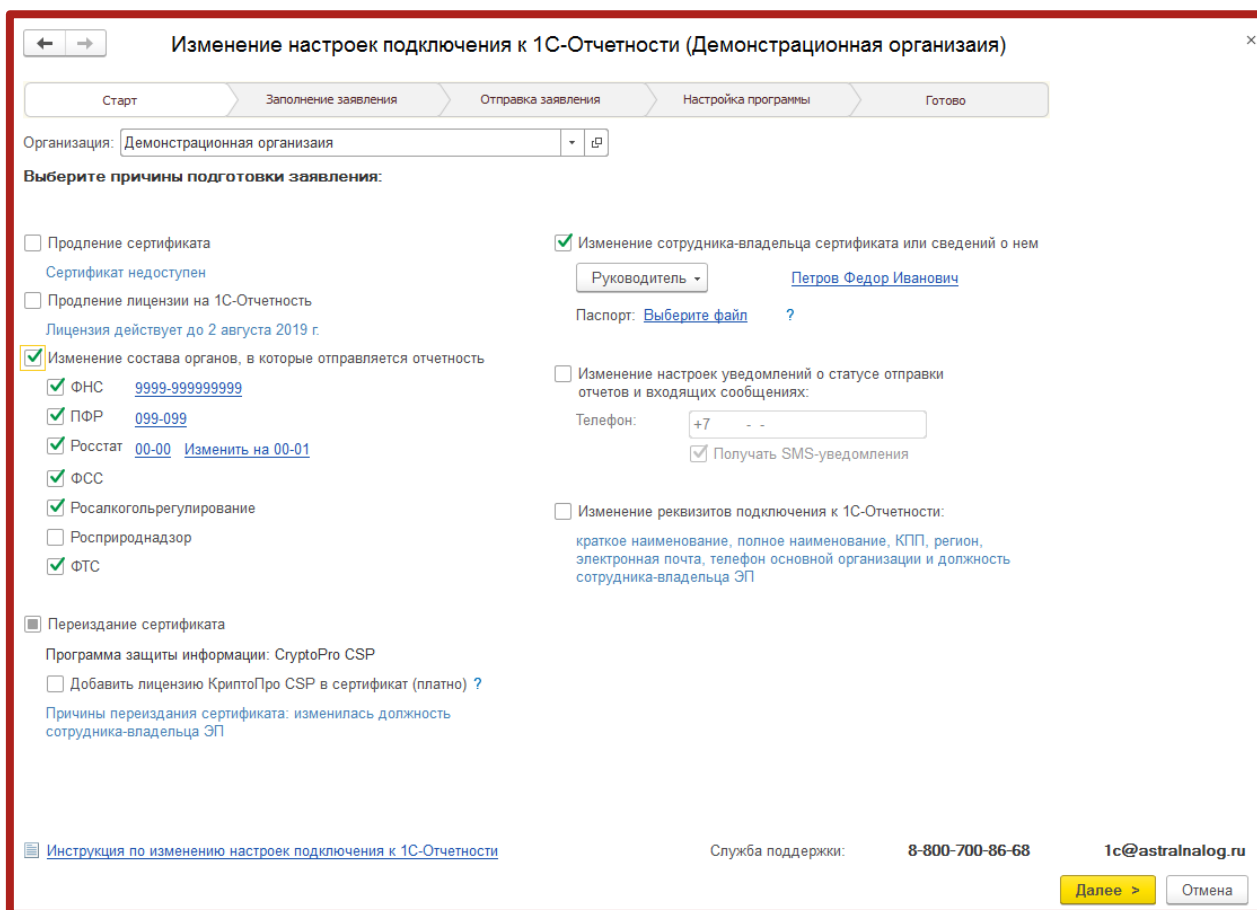 Изменение настроек подключения к 1С-Отчетности (Демонстрационная организаия)
Старт
Заполнение заявления
Отправка заявления
Настройка программы
Готово
Организация: Демонстрационная организаия
Выберите причины подготовки заявления:
Продление сертификата
Сертификат недоступен
Продление лицензии на 1С-Отчетность
Лицензия действует до 2 августа 2019 г.
Изменение состава органов, в которые отправляется отчетность
ФНС 9999-999999999
ПФР 099-099
Росстат 00-00 Изменить на 00-01
ФСС
Росалкогольрегулирование
Росприроднадзор
ФТС
Переиздание сертификата
Программа защиты информации: CryptoPro CSP
Добавить лицензию КриптоПро CSP в сертификат (платно) ?
Причины переиздания сертификата: изменилась должность
сотрудника-владельца ЭП
Изменение сотрудника-владельца сертификата или сведений о нем
Руководитель Петров Федор Иванович
Паспорт: Выберите файл ?
Изменение настроек уведомлений о статусе отправки
отчетов и входящих сообщениях:
Телефон: +7 - -
Получать SMS-уведомления
Изменение реквизитов подключения к 1С-Отчетности:
краткое наименование, полное наименование, КПП, регион,
электронная почта, телефон основной организации и должность
сотрудника-владельца ЭП
Инструкция по изменению настроек подключения к 1С-Отчетности
Служба поддержки: 8-800-700-86-68 1c@astralnalog.ru
Далее >
Отмена